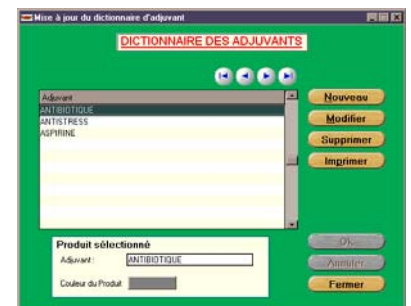 Mise à jour du dictionnaire d'adjuvant
DICTIONNAIRE DES ADJUVANTS
Adjuvant
ANTIBIOTIQUE
ANTISTRESS
ASPIRINE
Nouveau
Modifier
Supprimer
Imprimer
Produit sélectionné
Adjuvant :
ANTIBIOTIQUE
Couleur du Produit
Ok
Annuler
Fermer